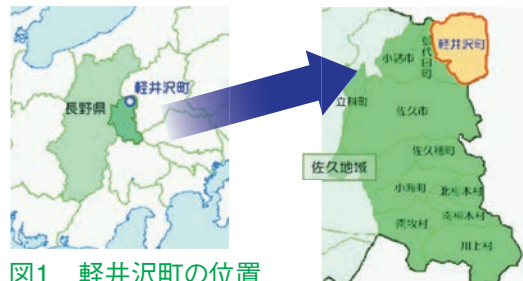 軽井沢町
長野県
図1 軽井沢町の位置
軽井沢町
御代田町
小諸市
立科町
佐久市
佐久穂町
佐久地域
小海町
北相木村
南相木村
南牧村
川上村